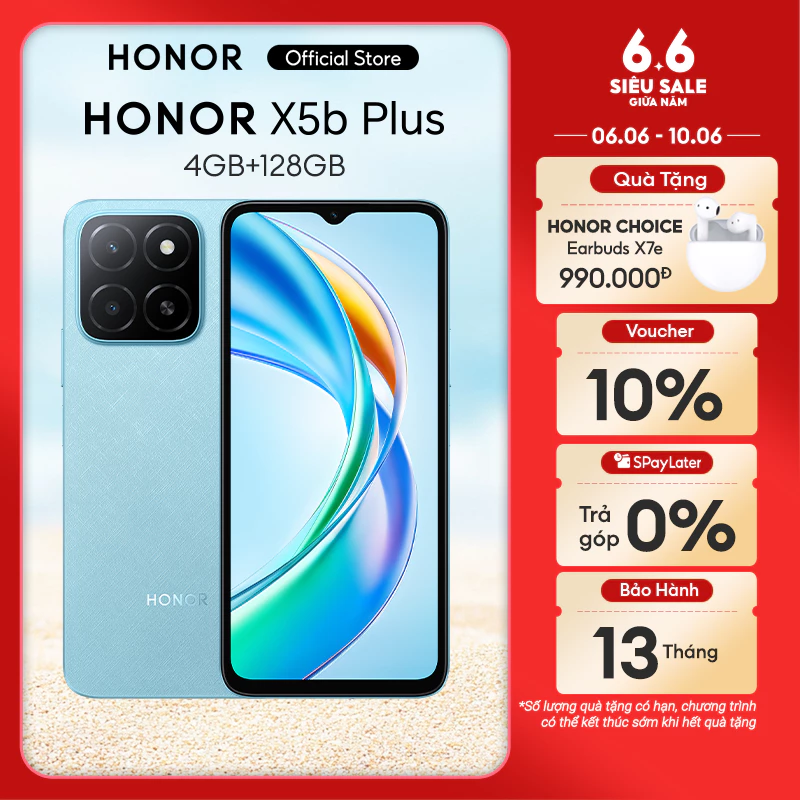 HONOR Official Store
HONOR X5b Plus
4GB+128GB
HONOR
6.6
SIÊU SALE
GIỮA NĂM
06.06 - 10.06
Quà Tặng
HONOR CHOICE
Earbuds X7e
990.000Đ
Voucher
10%
SPayLater
Trả góp 0%
Bảo Hành
13 Tháng
*Số lượng quà tặng có hạn, chương trình
có thể kết thúc sớm khi hết quà tặng